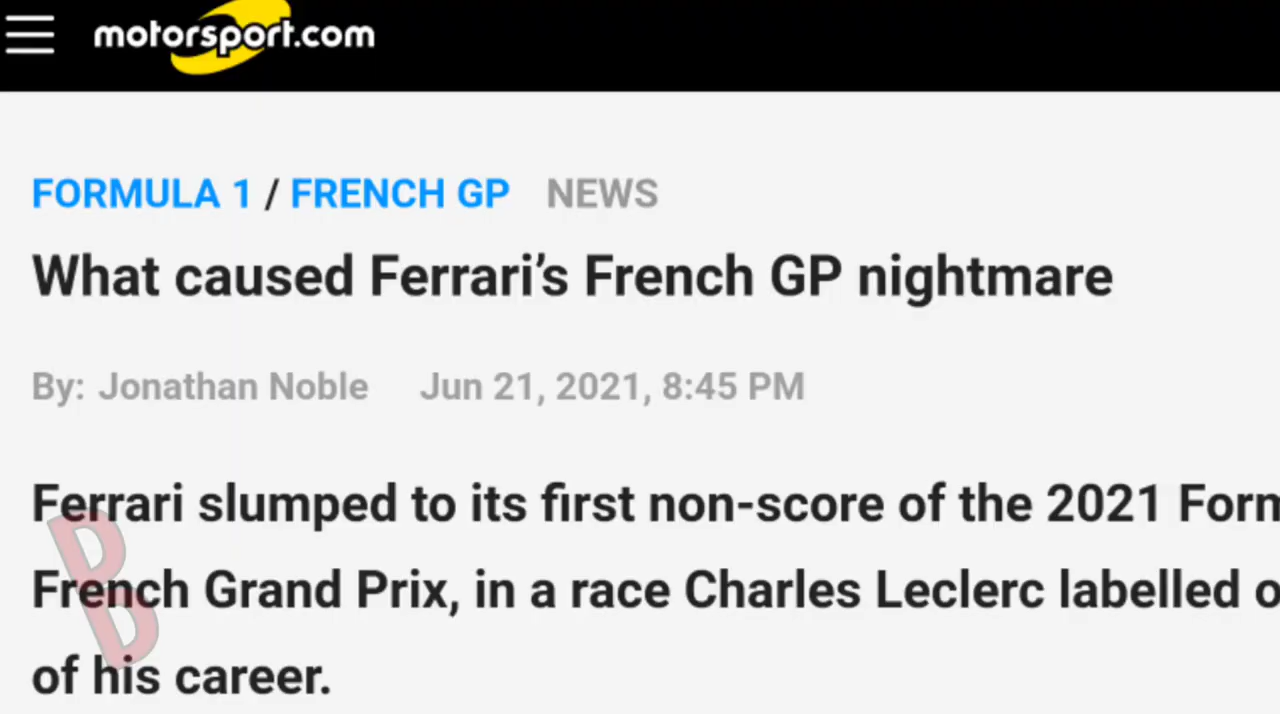 motorsport.com
FORMULA 1 / FRENCH GP NEWS
What caused Ferrari’s French GP nightmare
By: Jonathan Noble Jun 21, 2021, 8:45 PM
Ferrari slumped to its first non-score of the 2021
French Grand Prix, in a race Charles Leclerc labelled
of his career.
B